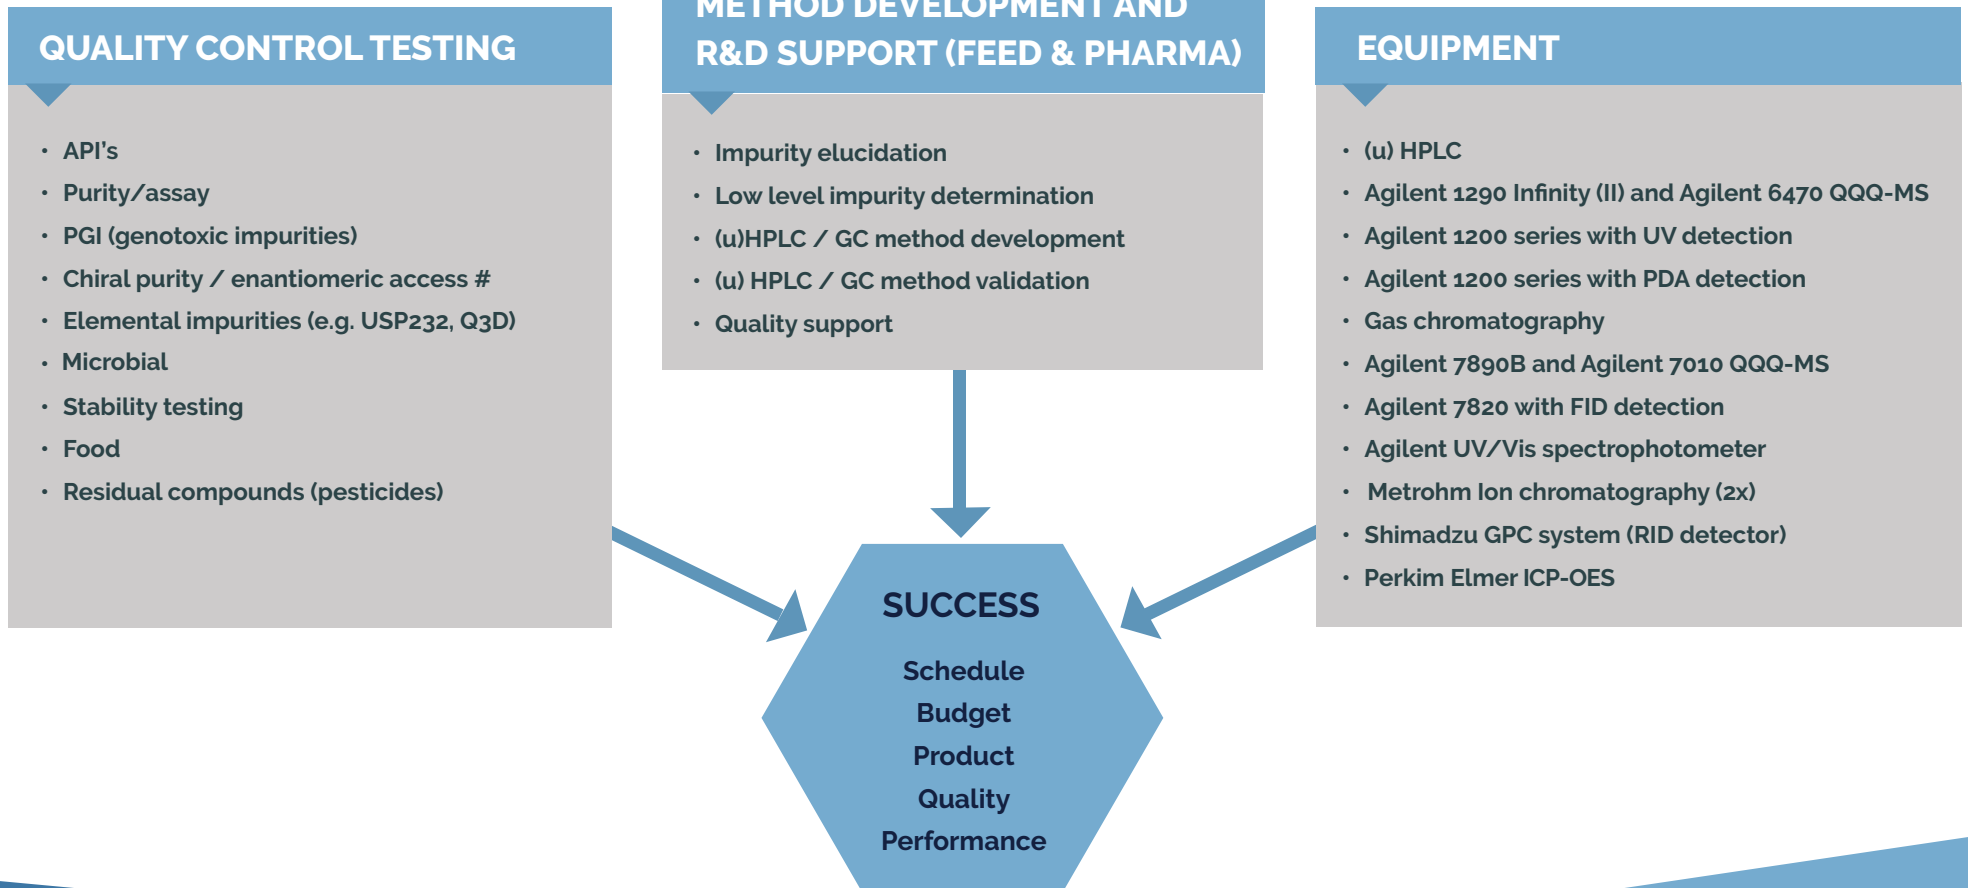 QUALITY CONTROL TESTING
• API’s
• Purity/assay
• PGI (genotoxic impurities)
• Chiral purity / enantiomeric access #
• Elemental impurities (e.g. USP232, Q3D)
• Microbial
• Stability testing
• Food
• Residual compounds (pesticides)
METHOD DEVELOPMENT AND
R&D SUPPORT (FEED & PHARMA)
• Impurity elucidation
• Low level impurity determination
• (u)HPLC / GC method development
• (u) HPLC / GC method validation
• Quality support
EQUIPMENT
• (u) HPLC
• Agilent 1290 Infinity (II) and Agilent 6470 QQQ-MS
• Agilent 1200 series with UV detection
• Agilent 1200 series with PDA detection
• Gas chromatography
• Agilent 7890B and Agilent 7010 QQQ-MS
• Agilent 7820 with FID detection
• Agilent UV/Vis spectrophotometer
• Metrohm Ion chromatography (2x)
• Shimadzu GPC system (RID detector)
• Perkim Elmer ICP-OES
SUCCESS
Schedule
Budget
Product
Quality
Performance